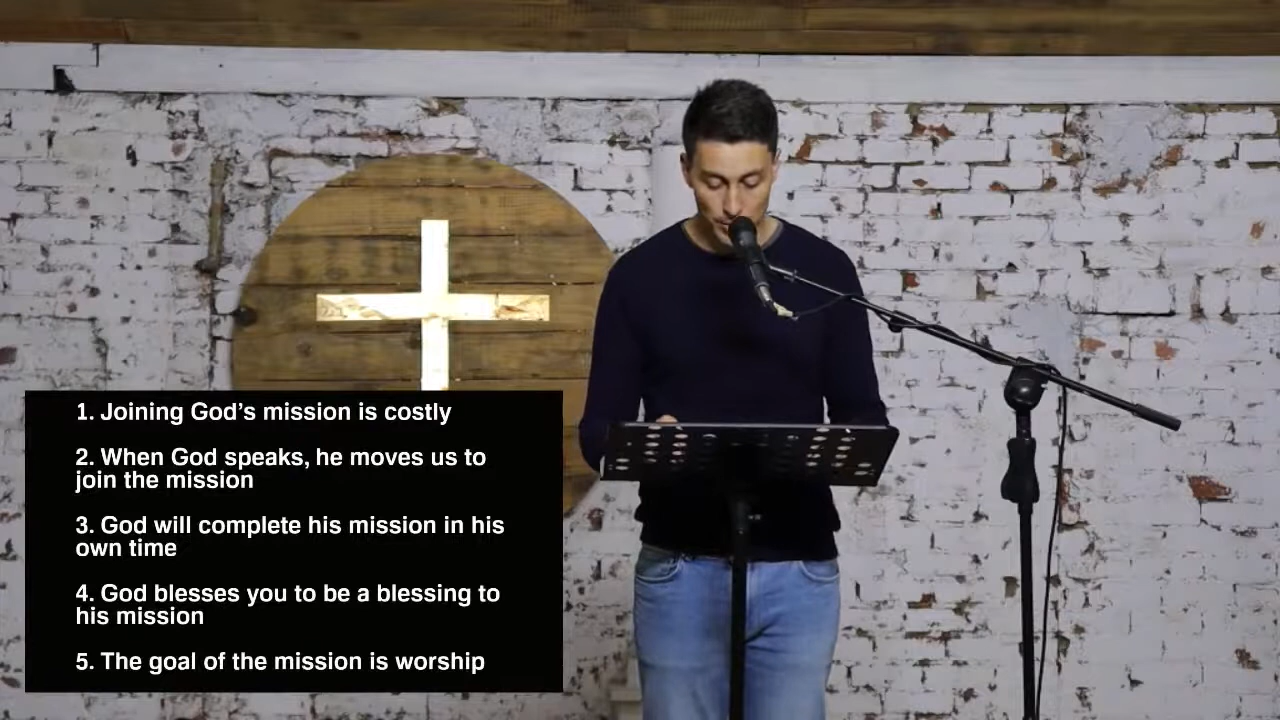 1. Joining God’s mission is costly
2. When God speaks, he moves us to
join the mission
3. God will complete his mission in his
own time
4. God blesses you to be a blessing to
his mission
5. The goal of the mission is worship